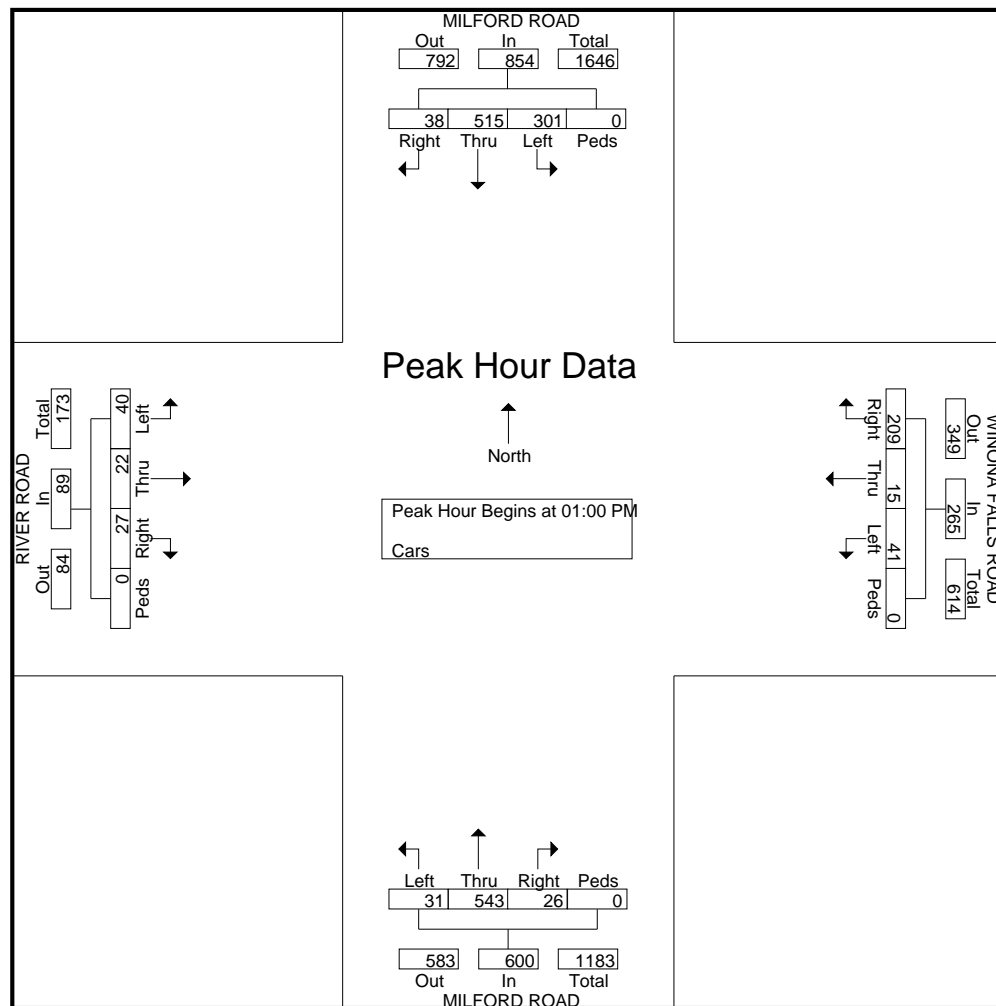 MILFORD ROAD
Out In Total
792 854 1646
38 515 301 0
Right Thru Left Peds
Peak Hour Data
North
Peak Hour Begins at 01:00 PM
Cars
RIVER ROAD
Out In Total
84 89 173
40 22 27 0
Left Thru Right Peds
WINONA FALLS ROAD
Out In Total
349 265 614
209 15 41 0
Right Thru Left Peds
Left Thru Right Peds
31 543 26 0
583 600 1183
Out In Total
MILFORD ROAD